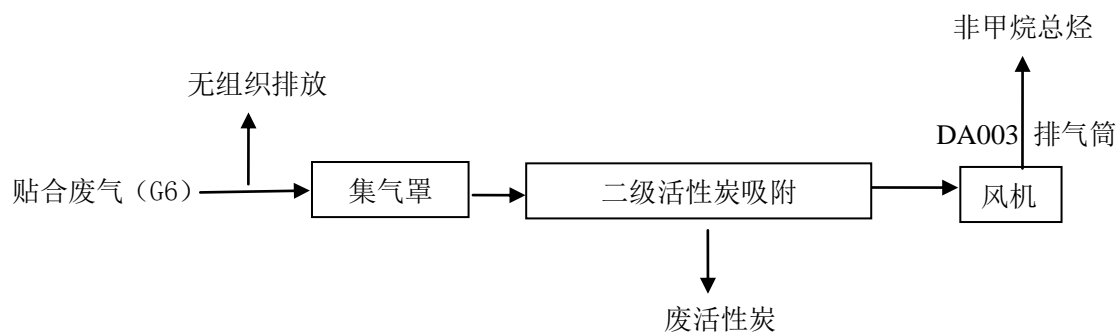 非甲烷总烃
无组织排放
DA003 排气筒
贴合废气（G6）
集气罩
二级活性炭吸附
风机
废活性炭